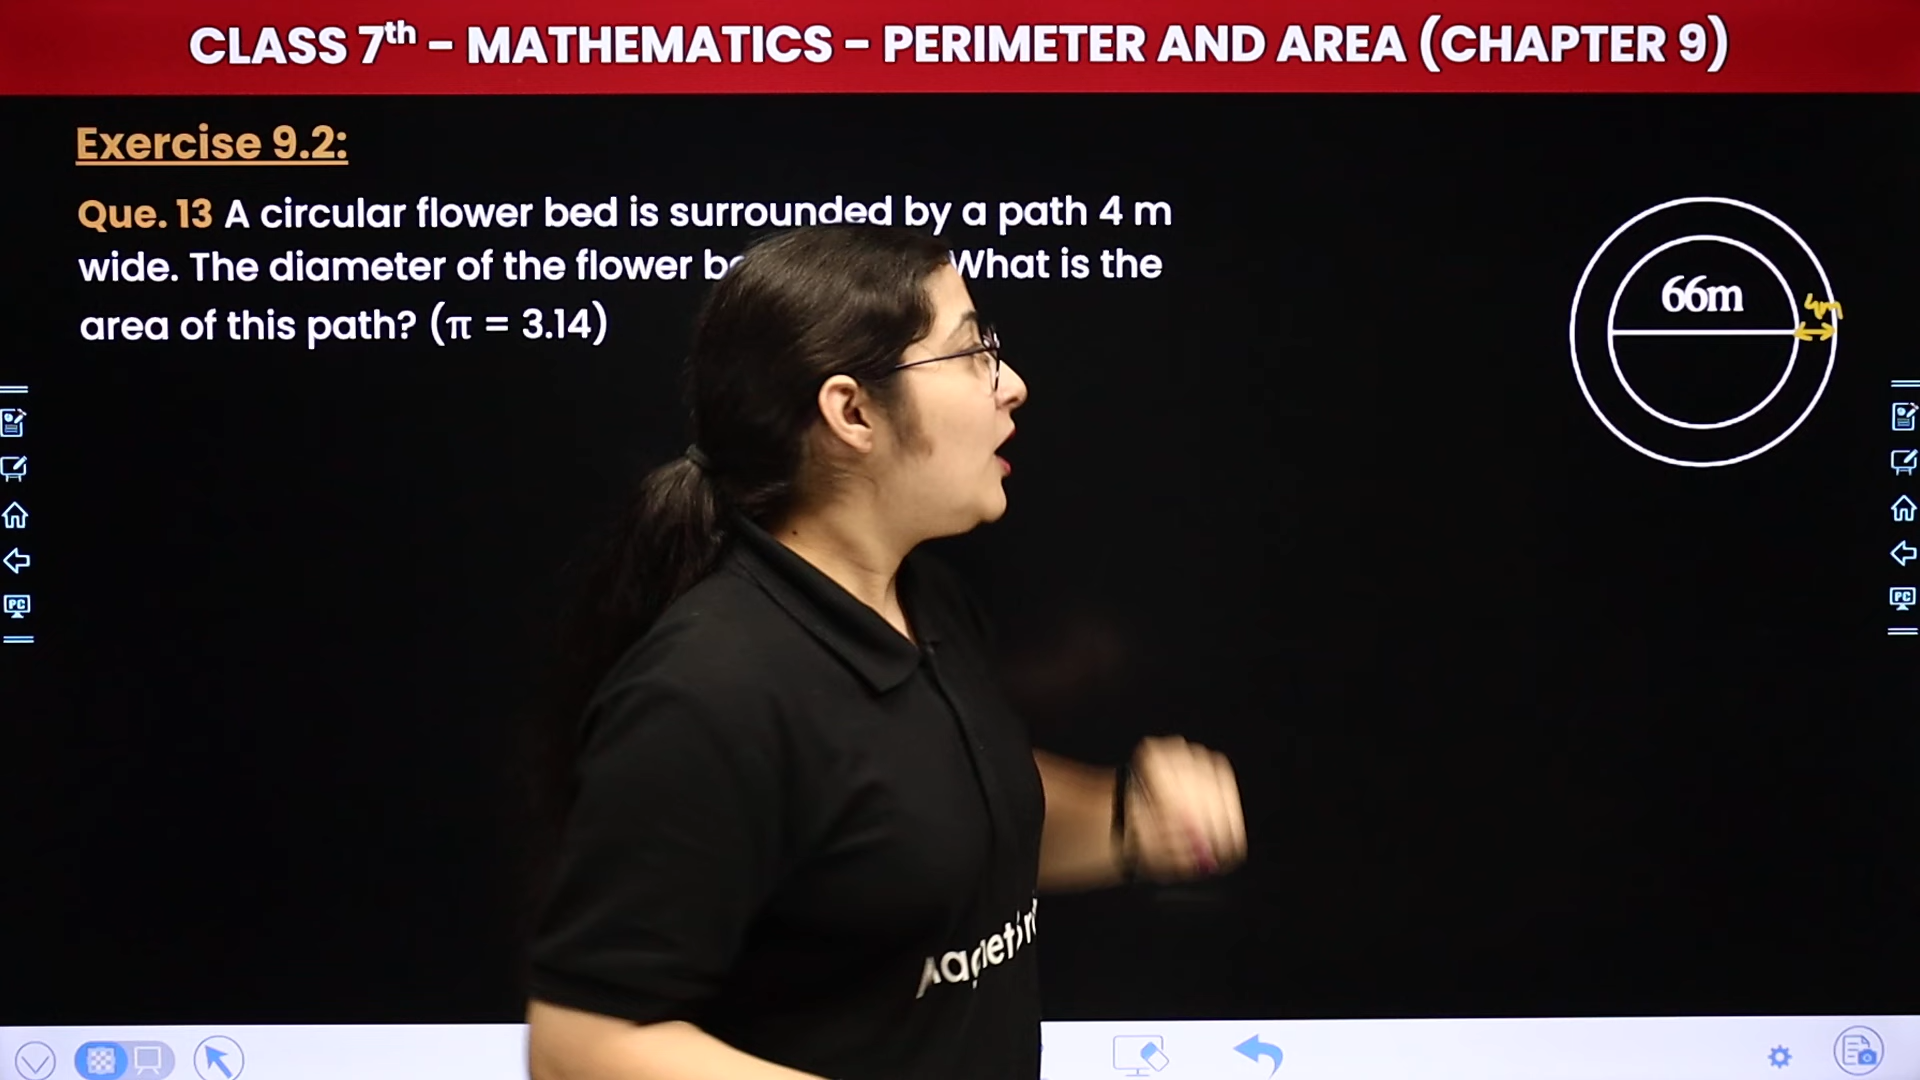 CLASS 7th - MATHEMATICS - PERIMETER AND AREA (CHAPTER 9)
Exercise 9.2:
Que. 13 A circular flower bed is surrounded by a path 4 m
wide. The diameter of the flower What is the
area of this path? (π = 3.14)
66m
4m
PC
PC